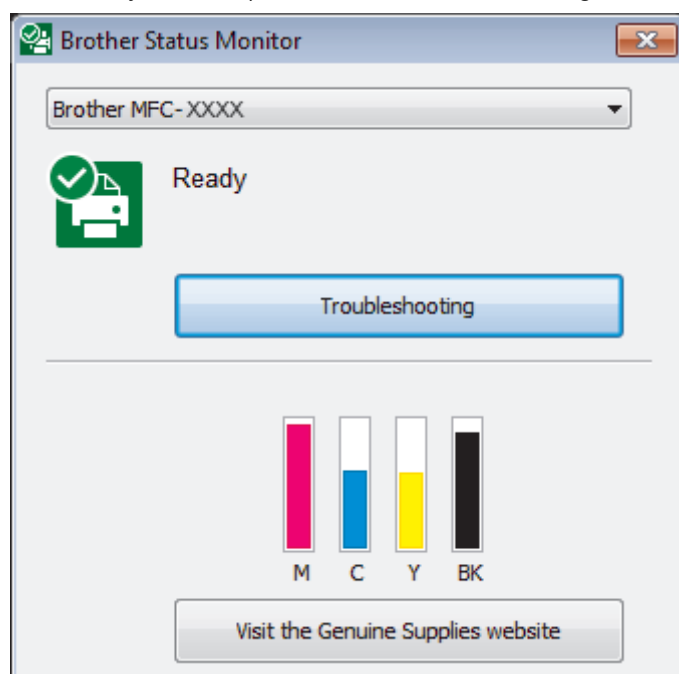 Brother Status Monitor
Brother MFC-XXXX
Ready
Troubleshooting
M C Y BK
Visit the Genuine Supplies website